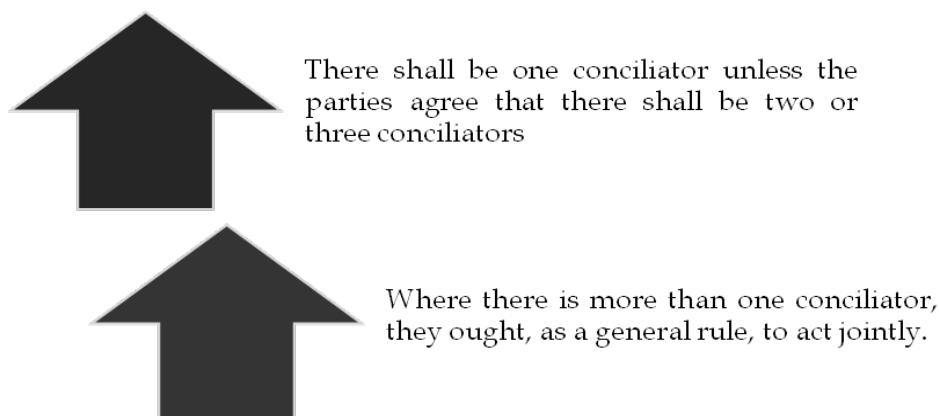 There shall be one conciliator unless the
parties agree that there shall be two or
three conciliators
Where there is more than one conciliator,
they ought, as a general rule, to act jointly.